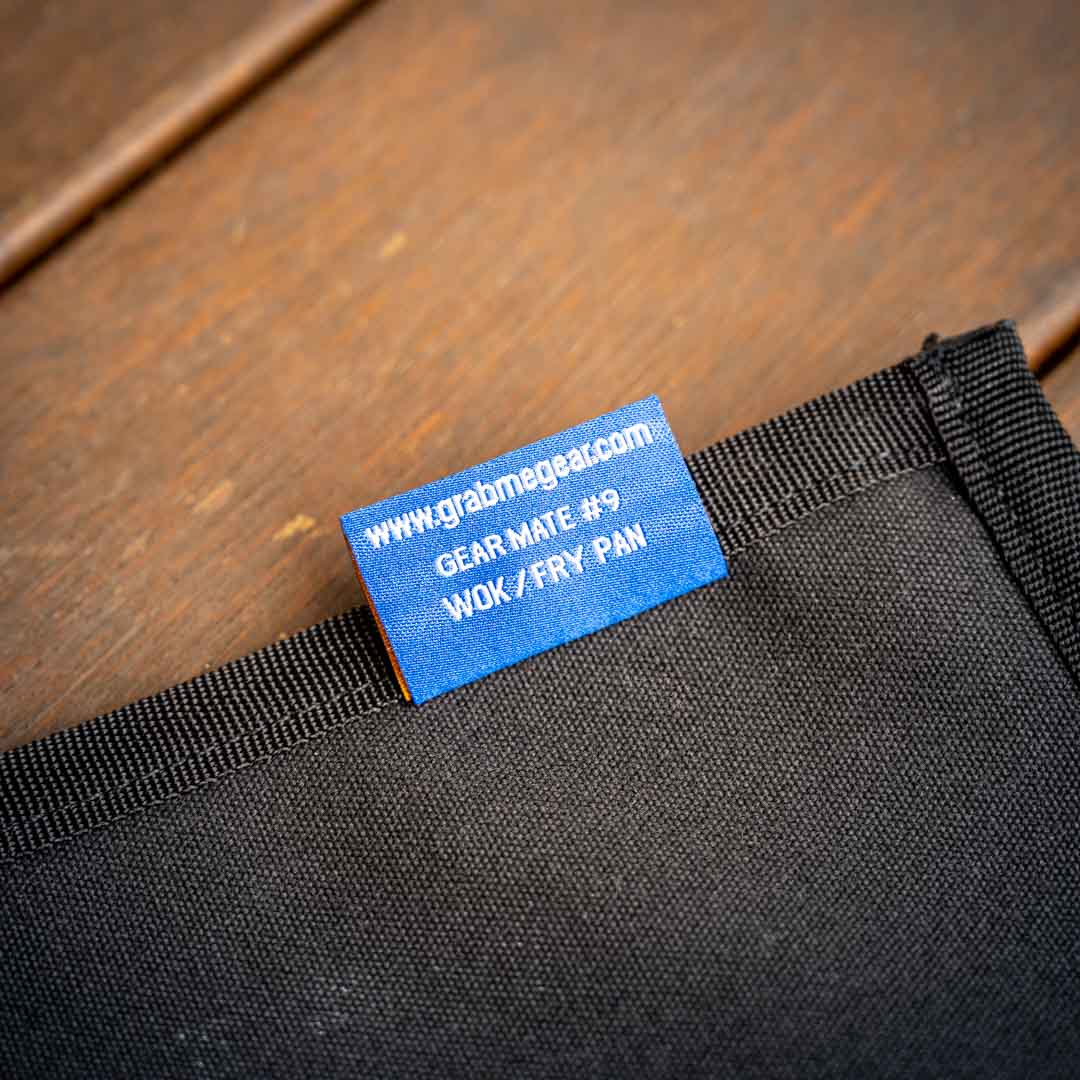 www.grabmegear.com
GEAR MATE #9
WOK / FRY PAN